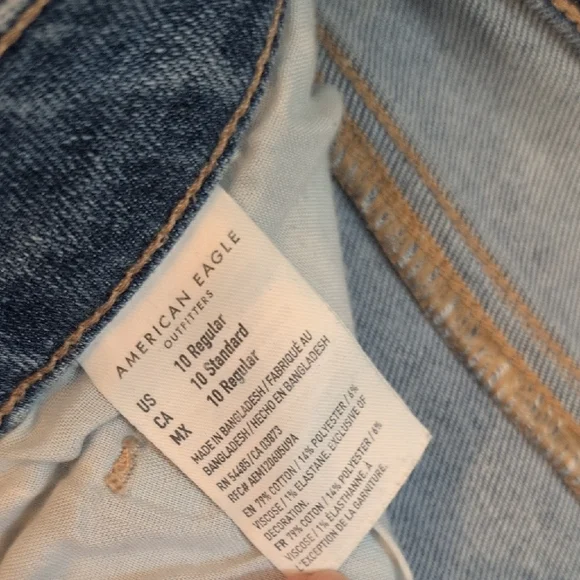 AMERICAN EAGLE
OUTFITTERS
US 10 Regular
CA 10 Standard
MX 10 Regular
MADE IN BANGLADESH / FABRIQUÉ AU
BANGLADESH / HECHO EN BANGLADESH
RN 54485/CA 03873
RFC# AEM120405U9A
EN 79% COTTON / 14% POLYESTER / 6%
VISCOSE / 1% ELASTANE. EXCLUSIVE OF
DECORATION.
FR 79% COTON / 14% POLYESTER / 6%
VISCOSE / 1% ÉLASTHANNE. À
L'EXCEPTION DE LA GARNITURE.